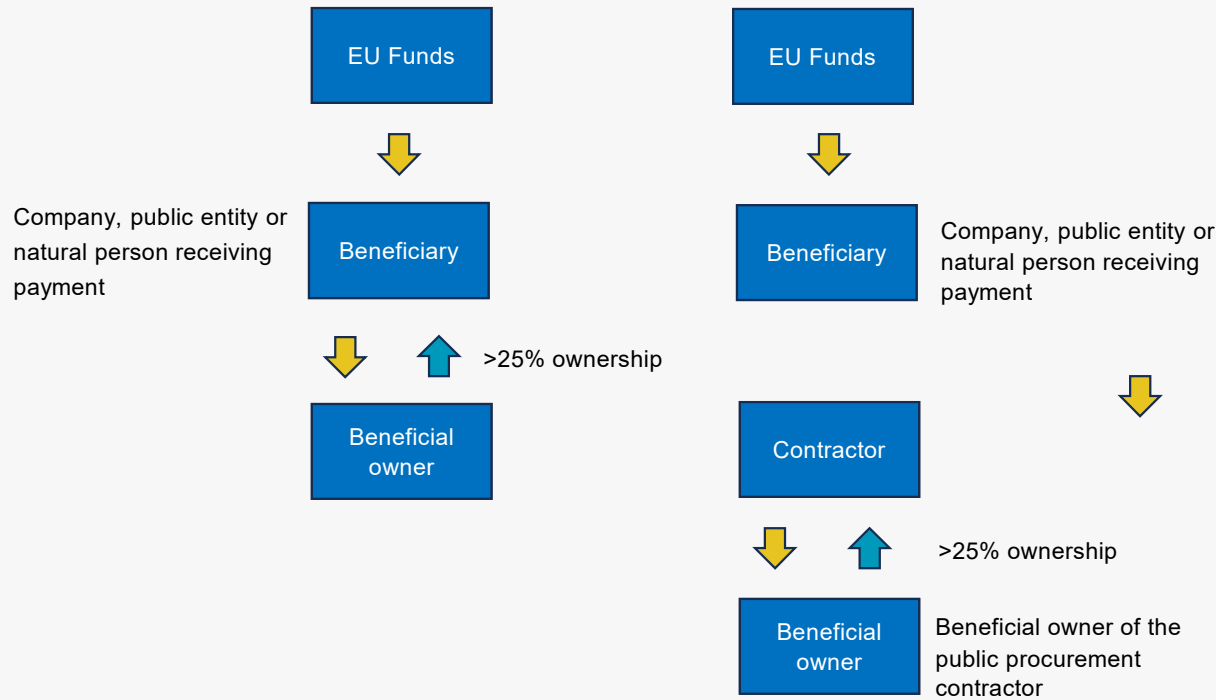 EU Funds
EU Funds
Company, public entity or
natural person receiving
payment
Beneficiary
Beneficiary
Company, public entity or
natural person receiving
payment
>25% ownership
Beneficial
owner
Contractor
>25% ownership
Beneficial
owner
Beneficial owner of the
public procurement
contractor